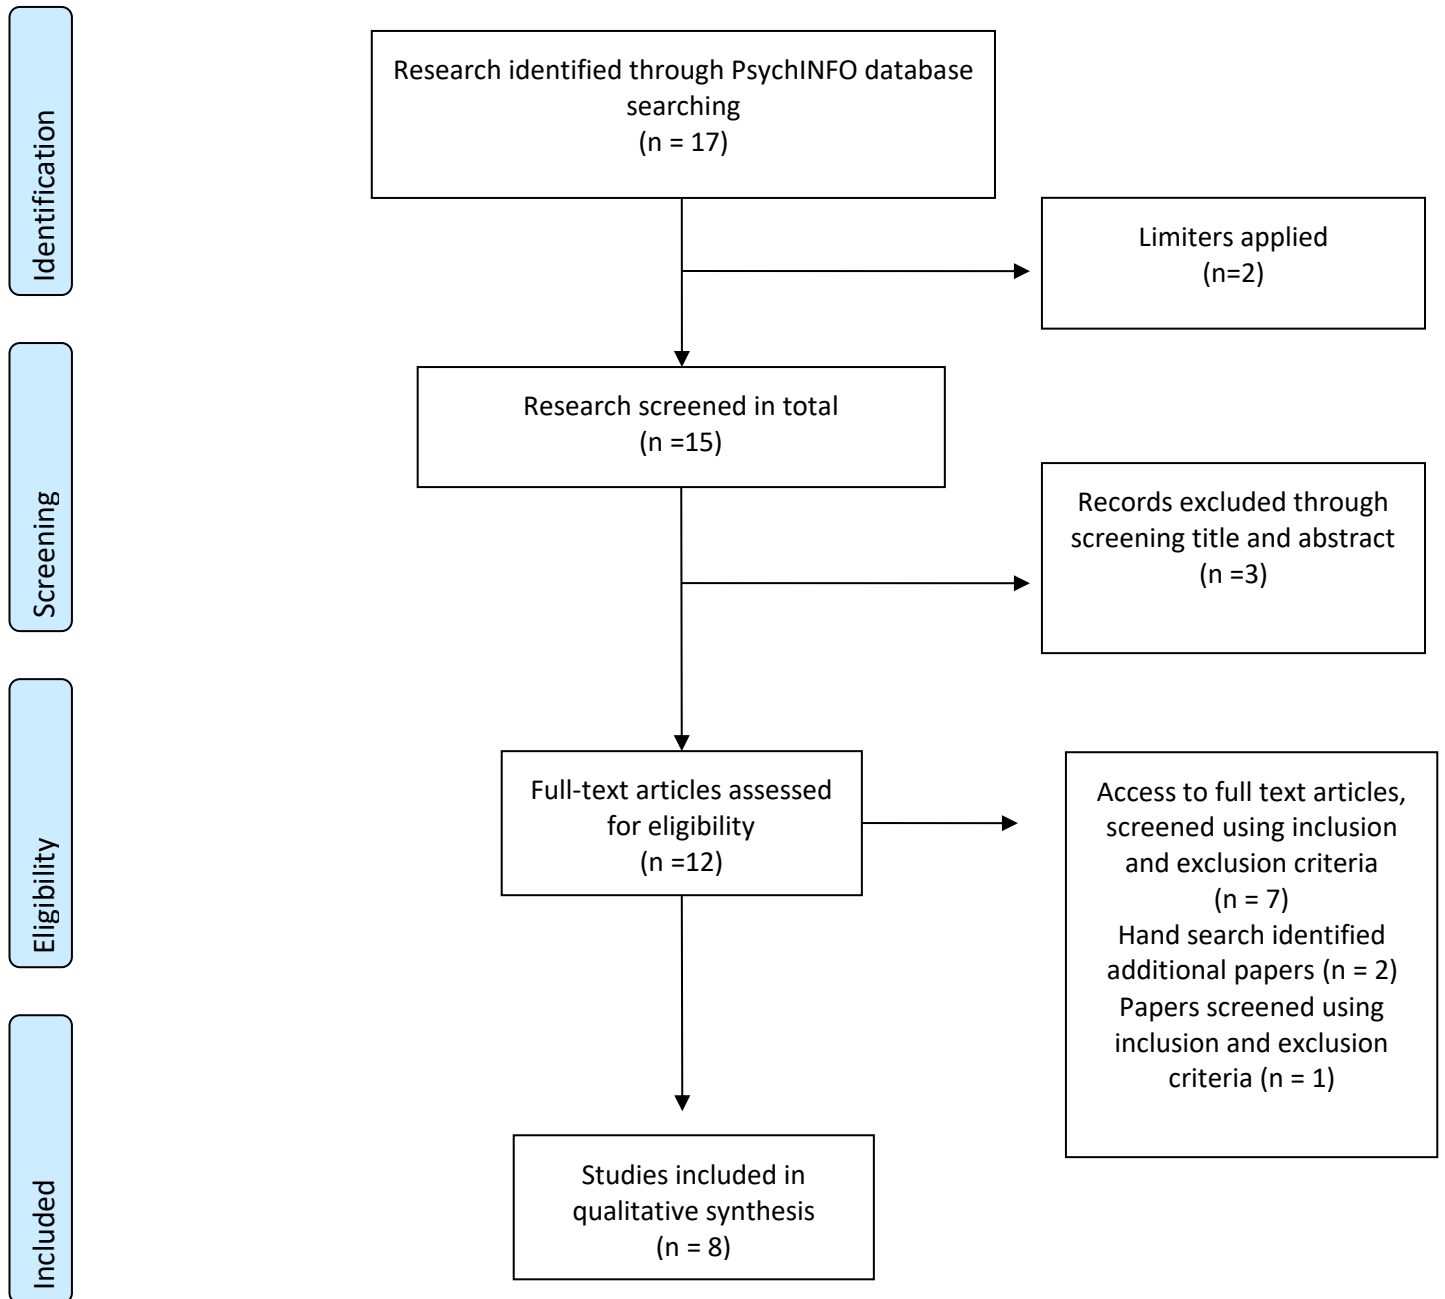 Identification
Research identified through PsychINFO database
searching
(n = 17)
Limiters applied
(n=2)
Screening
Research screened in total
(n =15)
Records excluded through
screening title and abstract
(n =3)
Eligibility
Full-text articles assessed
for eligibility
(n =12)
Access to full text articles,
screened using inclusion
and exclusion criteria
(n = 7)
Hand search identified
additional papers (n = 2)
Papers screened using
inclusion and exclusion
criteria (n = 1)
Included
Studies included in
qualitative synthesis
(n = 8)